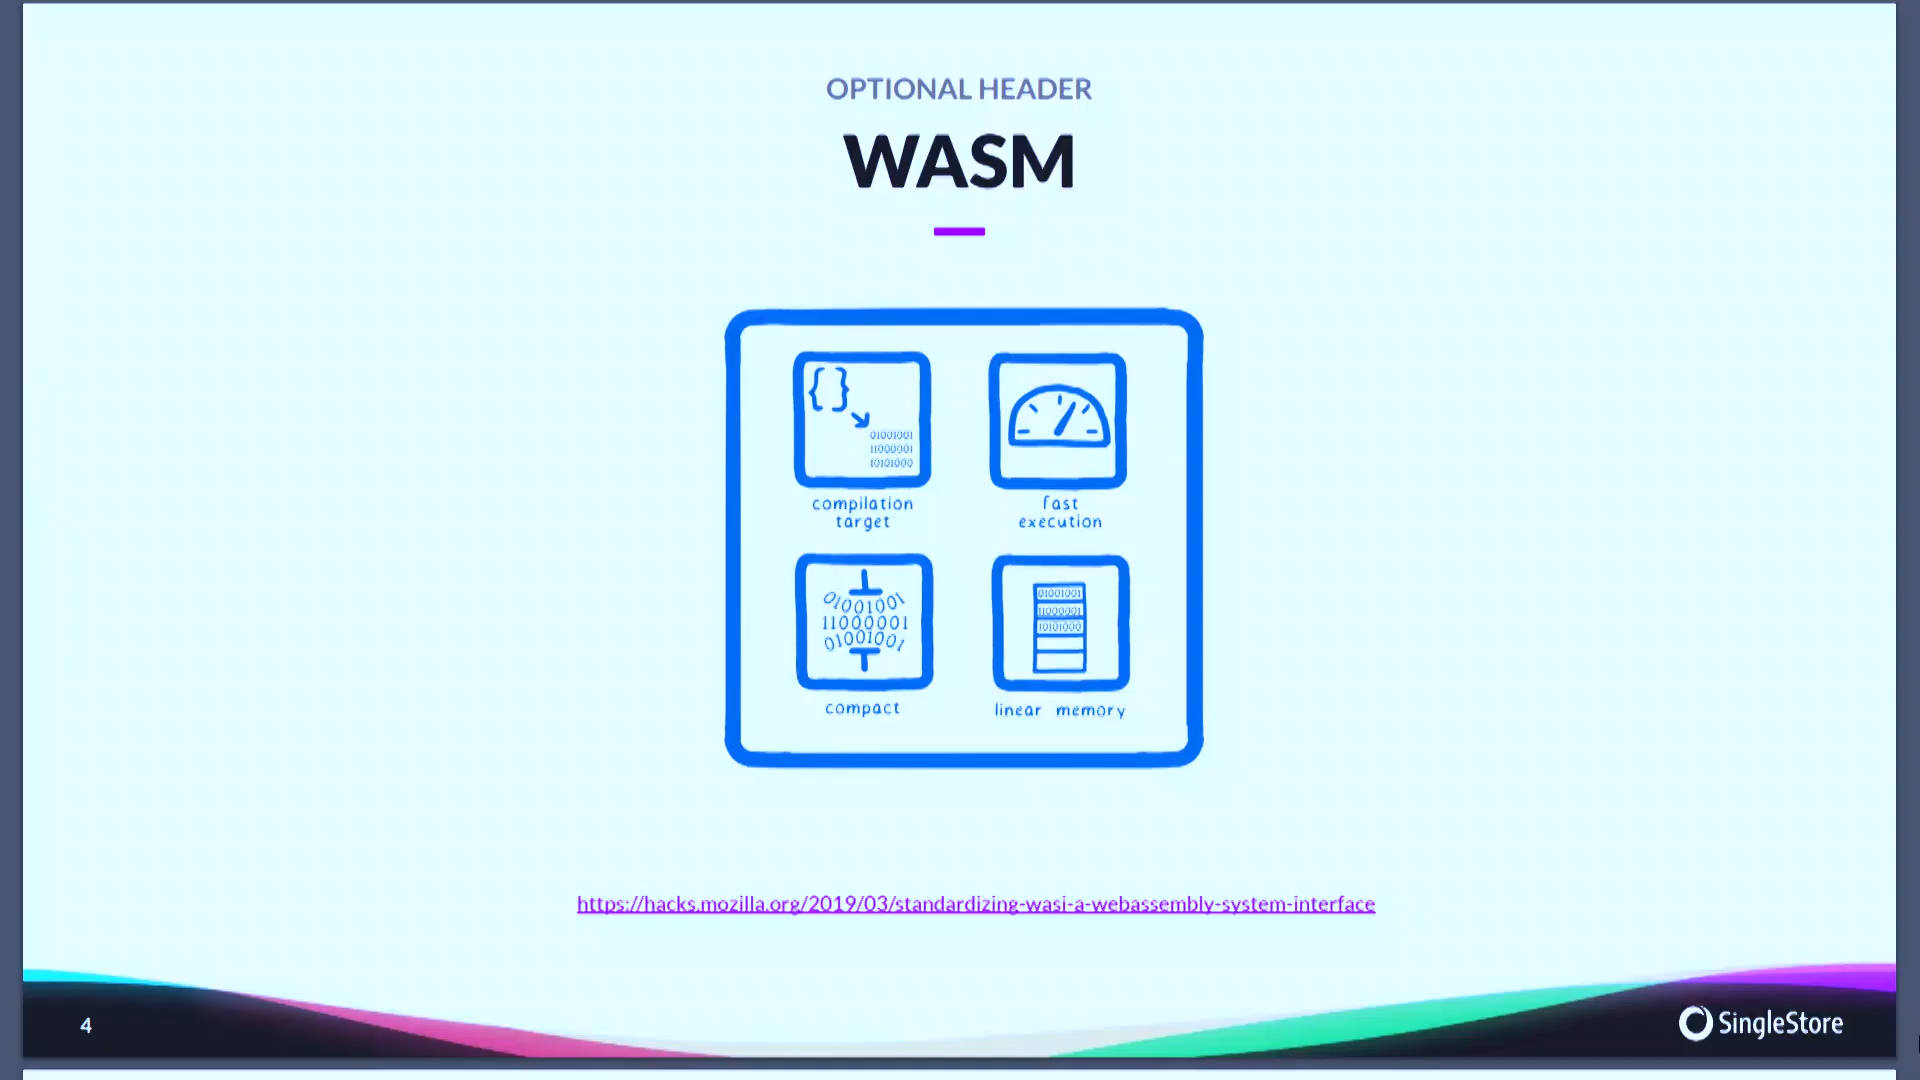 OPTIONAL HEADER
WASM
{ }
01001001
11000001
10101000
compilation
target
fast
execution
01001001
11000001
01001001
compact
01001001
11000001
10101000
linear memory
https://hacks.mozilla.org/2019/03/standardizing-wasi-a-webassembly-system-interface
4
SingleStore